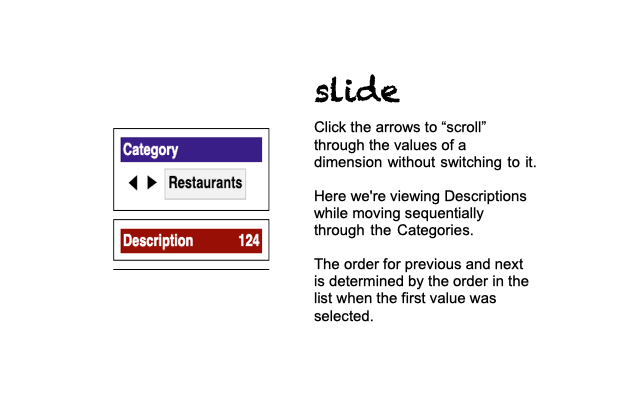 slide
Category
Restaurants
Description 124
Click the arrows to “scroll”
through the values of a
dimension without switching to it.
Here we're viewing Descriptions
while moving sequentially
through the Categories.
The order for previous and next
is determined by the order in the
list when the first value was
selected.